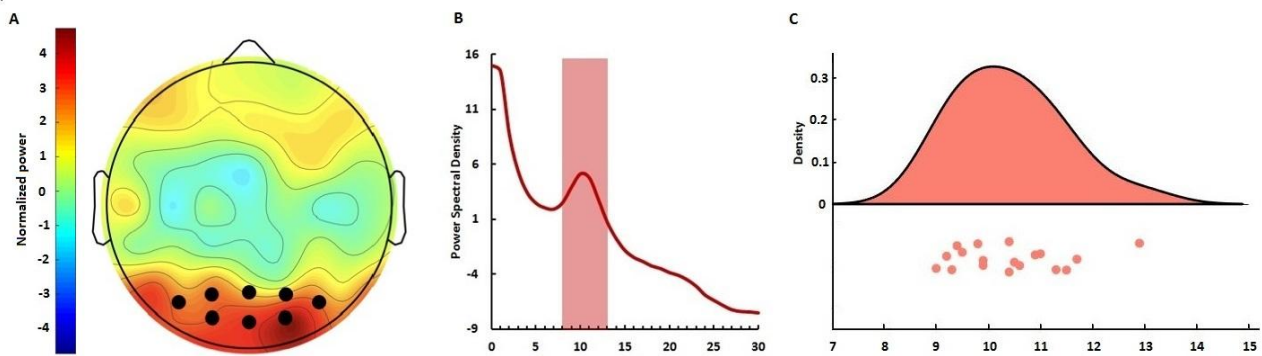 A
B
C
Normalized power
4
3
2
1
0
-1
-2
-3
-4
Power Spectral Density
16
11
6
1
-4
-9
0 5 10 15 20 25 30
Density
0.3
0.2
0.1
0
7 8 9 10 11 12 13 14 15